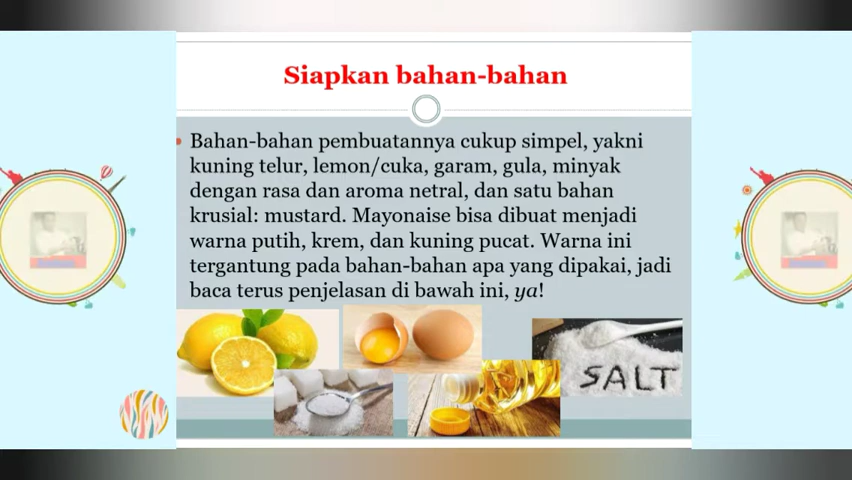 Siapkan bahan-bahan
Bahan-bahan pembuatannya cukup simpel, yakni
kuning telur, lemon/cuka, garam, gula, minyak
dengan rasa dan aroma netral, dan satu bahan
krusial: mustard. Mayonaise bisa dibuat menjadi
warna putih, krem, dan kuning pucat. Warna ini
tergantung pada bahan-bahan apa yang dipakai, jadi
baca terus penjelasan di bawah ini, ya!
SALT